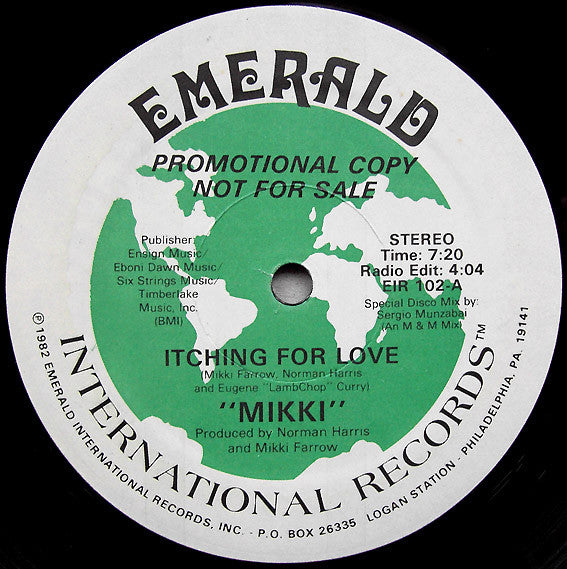 EMERALD
PROMOTIONAL COPY
NOT FOR SALE
Publisher:
Ensign Music/
Eboni Dawn Music/
Six Strings Music/
Timberlake
Music, Inc.
(BMI)
STEREO
Time: 7:20
Radio Edit: 4:04
EIR 102-A
Special Disco Mix by:
Sergio Munzabai
(An M & M Mix)
ITCHING FOR LOVE
(Mikki Farrow, Norman Harris
and Eugene "LambChop" Curry)
"MIKKI"
Produced by Norman Harris
and Mikki Farrow
INTERNATIONAL RECORDS™
℗1982 EMERALD INTERNATIONAL RECORDS, INC. - P.O. BOX 26335 LOGAN STATION - PHILADELPHIA, PA. 19141